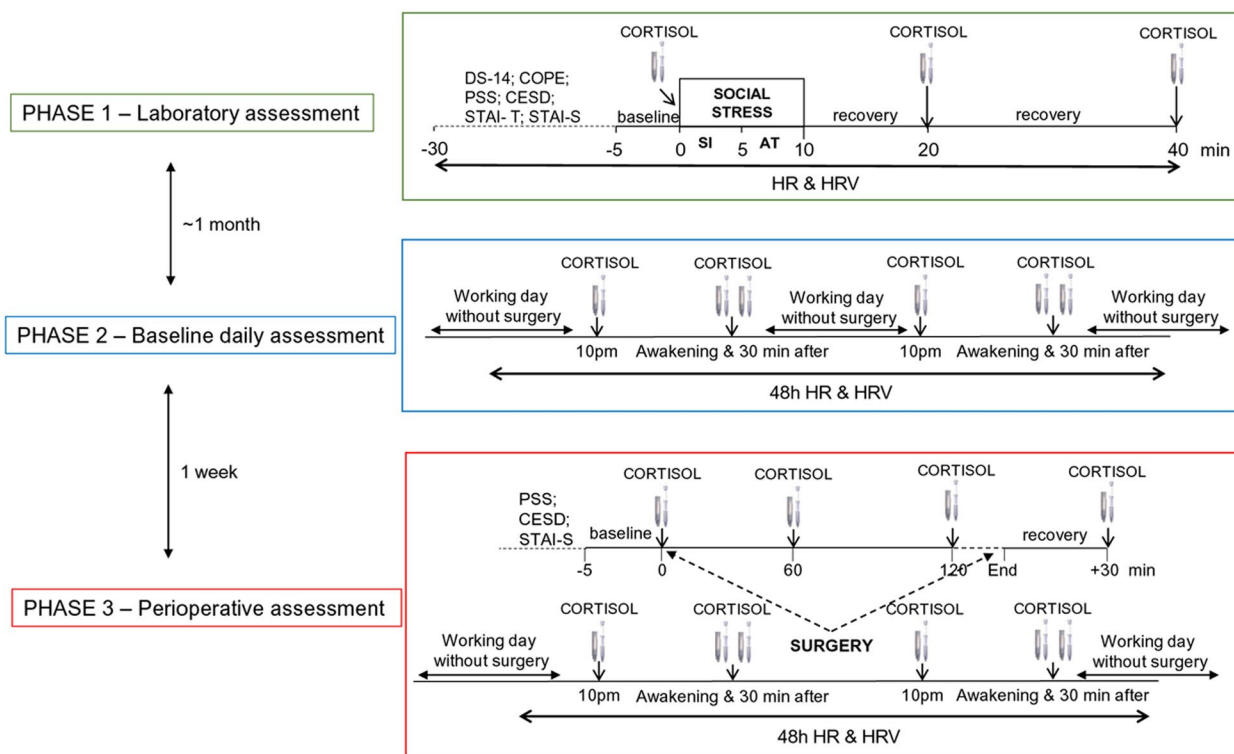 PHASE 1 – Laboratory assessment
~1 month
PHASE 2 – Baseline daily assessment
1 week
PHASE 3 – Perioperative assessment
CORTISOL CORTISOL CORTISOL
DS-14; COPE;
PSS; CESD;
STAI- T; STAI-S
baseline
SOCIAL
STRESS
recovery recovery
SI AT
-30 -5 0 5 10 20 40 min
HR & HRV
CORTISOL CORTISOL CORTISOL CORTISOL
Working day
without surgery
Working day
without surgery
Working day
without surgery
10pm Awakening & 30 min after 10pm Awakening & 30 min after
48h HR & HRV
CORTISOL CORTISOL CORTISOL CORTISOL
PSS;
CESD;
STAI-S
baseline recovery
-5 0 60 120 End +30 min
CORTISOL CORTISOL CORTISOL CORTISOL
SURGERY
Working day
without surgery
Working day
without surgery
10pm Awakening & 30 min after 10pm Awakening & 30 min after
48h HR & HRV